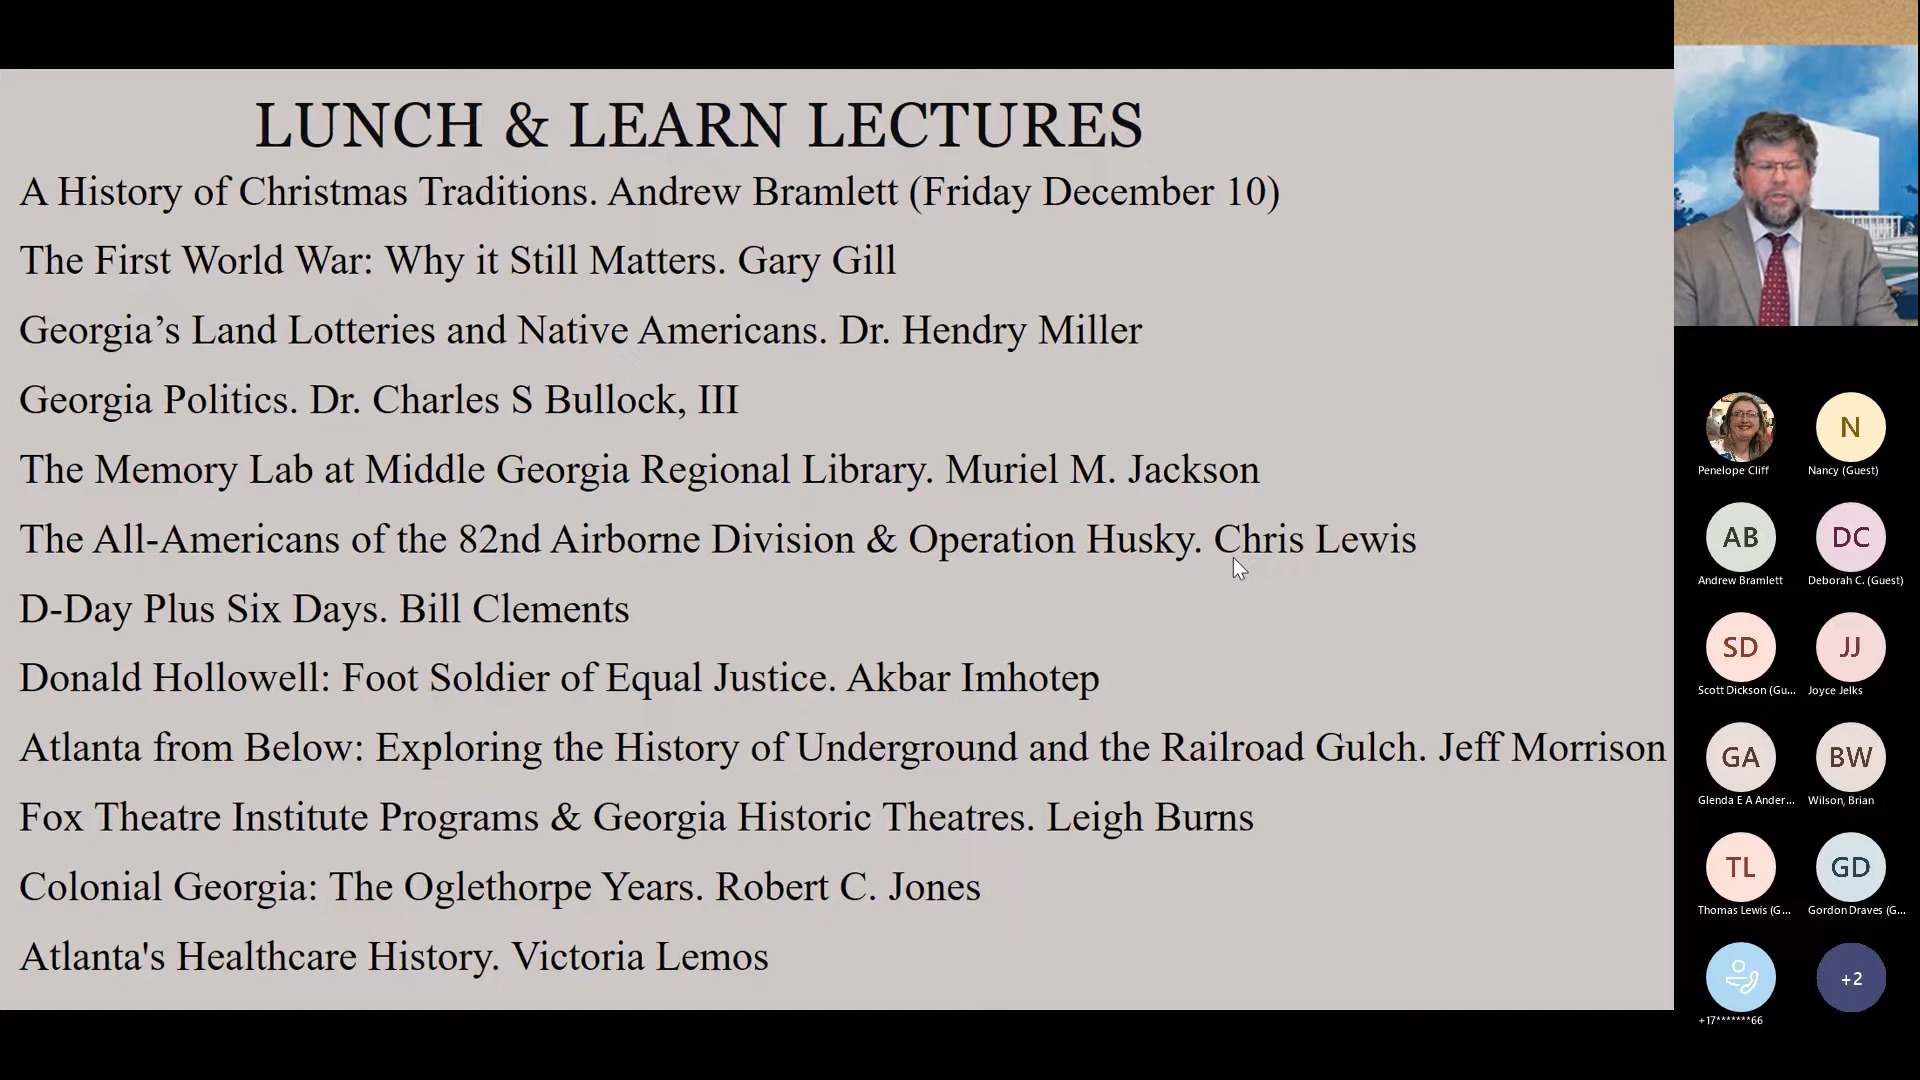 LUNCH & LEARN LECTURES
A History of Christmas Traditions. Andrew Bramlett (Friday December 10)
The First World War: Why it Still Matters. Gary Gill
Georgia’s Land Lotteries and Native Americans. Dr. Hendry Miller
Georgia Politics. Dr. Charles S Bullock, III
The Memory Lab at Middle Georgia Regional Library. Muriel M. Jackson
The All-Americans of the 82nd Airborne Division & Operation Husky. Chris Lewis
D-Day Plus Six Days. Bill Clements
Donald Hollowell: Foot Soldier of Equal Justice. Akbar Imhotep
Atlanta from Below: Exploring the History of Underground and the Railroad Gulch. Jeff Morrison
Fox Theatre Institute Programs & Georgia Historic Theatres. Leigh Burns
Colonial Georgia: The Oglethorpe Years. Robert C. Jones
Atlanta's Healthcare History. Victoria Lemos
N
Penelope Cliff Nancy (Guest)
AB DC
Andrew Bramlett Deborah C. (Guest)
SD JJ
Scott Dickson (Gu... Joyce Jelks
GA BW
Glenda E A Ander... Wilson, Brian
TL GD
Thomas Lewis (G... Gordon Draves (G...
+2
+17*******66